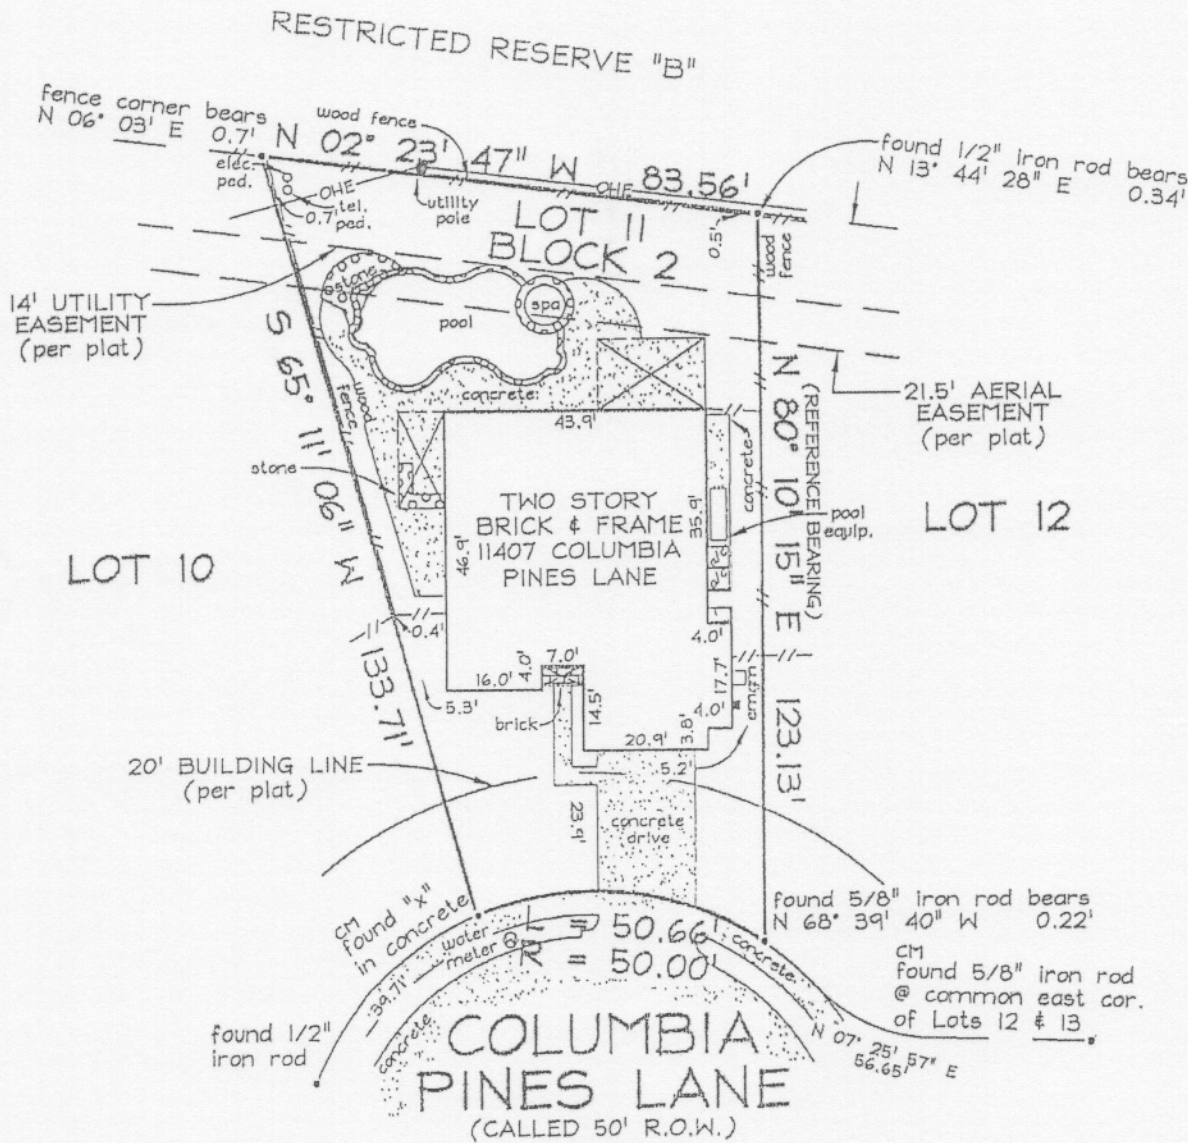 RESTRICTED RESERVE "B"
fence corner bears
N 06° 03' E 0.7'
wood fence
N 02° 23' 47" W 83.56'
found 1/2" iron rod bears
N 13° 44' 28" E 0.34'
elec.
ped.
OHE
tel.
ped.
0.7'
utility
pole
OHE
LOT 11
BLOCK 2
0.5'
wood
fence
14' UTILITY
EASEMENT
(per plat)
stone
pool
spa
21.5' AERIAL
EASEMENT
(per plat)
S 65° 11' 06" W 133.71'
wood
fence
concrete
43.9'
concrete
N 80° 10' 15" E 123.13'
(REFERENCE BEARING)
stone
TWO STORY
BRICK & FRAME
11407 COLUMBIA
PINES LANE
46.9'
35.9'
pool
equip.
LOT 12
LOT 10
0.4'
1.1'
4.0'
7.0'
4.0'
16.0'
17.7'
5.3'
brick
14.5'
4.0'
20.9'
3.8'
5.2'
20' BUILDING LINE
(per plat)
23.9'
concrete
drive
found 5/8" iron rod bears
N 68° 39' 40" W 0.22'
CM
found "x"
in concrete
water
meter
L = 50.66'
R = 50.00'
concrete
CM
found 5/8" iron rod
@ common east cor.
of Lots 12 & 13
39.71'
found 1/2"
iron rod
concrete
N 07° 25' 57" E
56.65'
COLUMBIA
PINES LANE
(CALLED 50' R.O.W.)